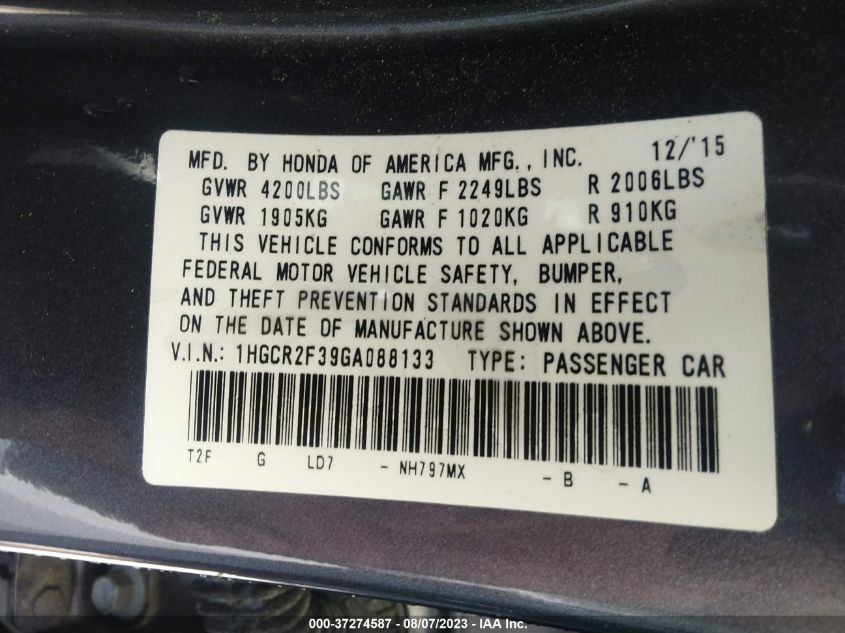 MFD. BY HONDA OF AMERICA MFG., INC. 12/'15
GVWR 4200LBS GAWR F 2249LBS R 2006LBS
GVWR 1905KG GAWR F 1020KG R 910KG
THIS VEHICLE CONFORMS TO ALL APPLICABLE
FEDERAL MOTOR VEHICLE SAFETY, BUMPER,
AND THEFT PREVENTION STANDARDS IN EFFECT
ON THE DATE OF MANUFACTURE SHOWN ABOVE.
V.I.N.: 1HGCR2F39GA088133 TYPE: PASSENGER CAR
T2F G LD7 - NH797MX - B - A
000-37274587 - 08/07/2023 - IAA Inc.